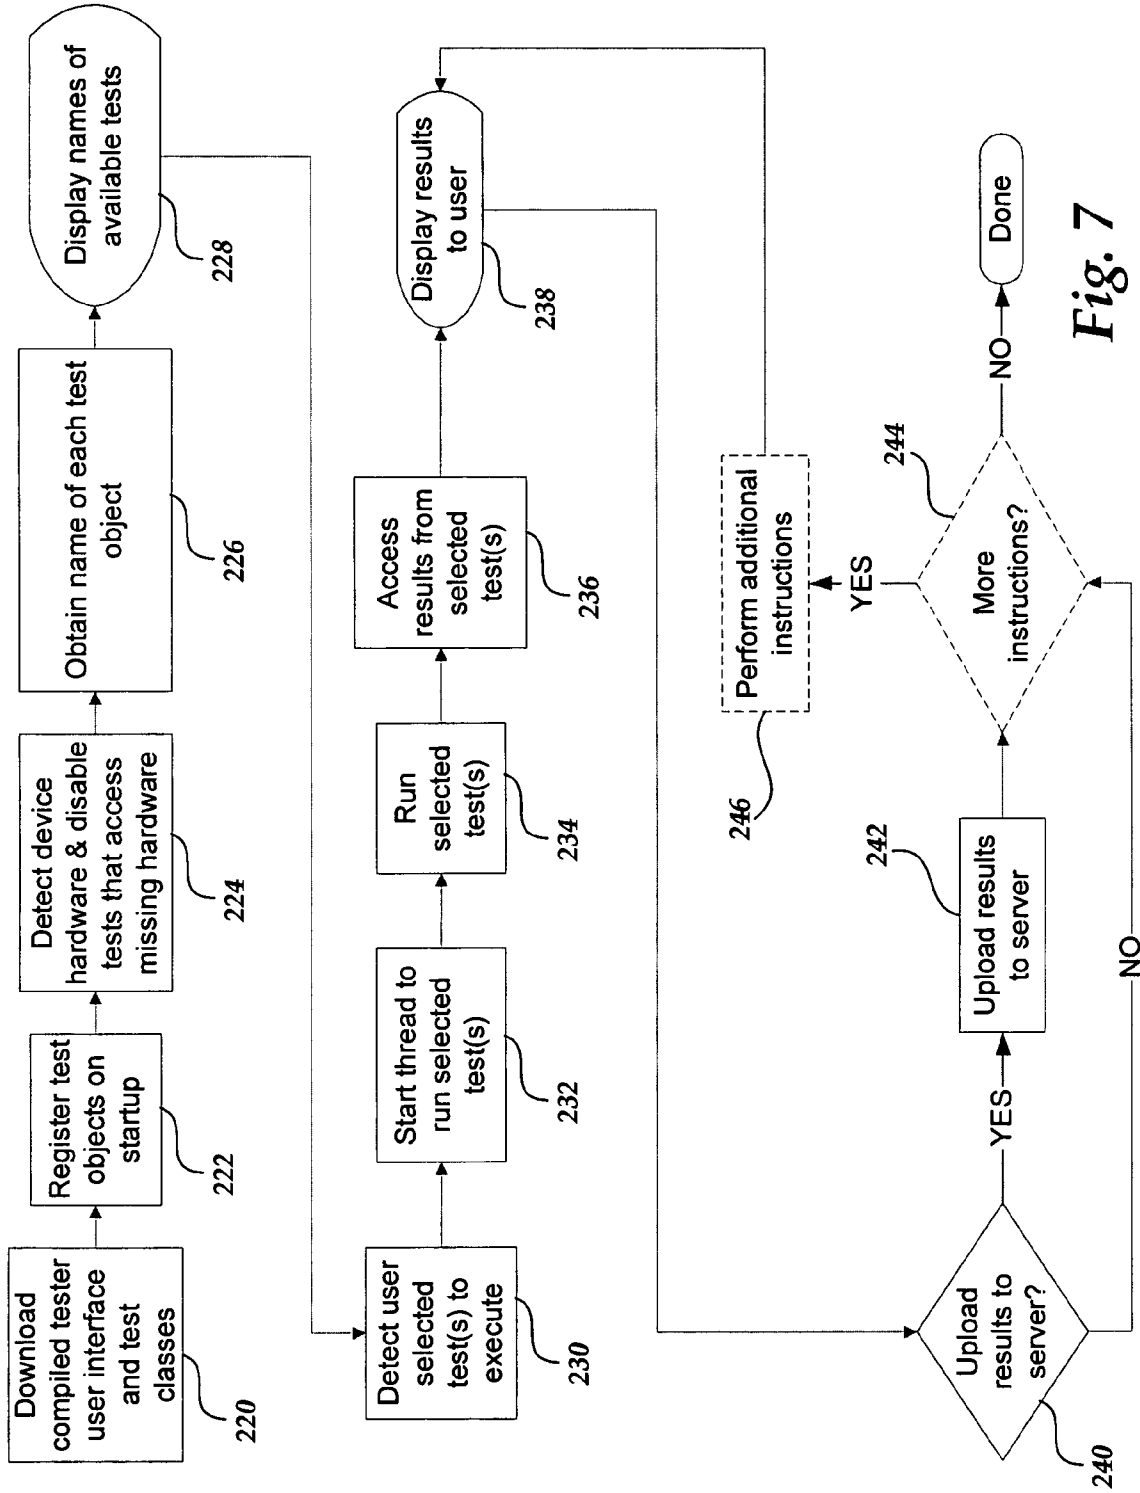 Download
compiled tester
user interface
and test
classes
220
Register test
objects on
startup
222
Detect device
hardware & disable
tests that access
missing hardware
224
Obtain name of each test
object
226
Display names of
available tests
228
Detect user
selected
test(s) to
execute
230
Start thread to
run selected
test(s)
232
Run
selected
test(s)
234
Access
results from
selected
test(s)
236
Display results
to user
238
Upload
results to
server?
240
YES
NO
Upload results
to server
242
More
instructions?
244
YES
NO
Perform additional
instructions
246
Done
Fig. 7